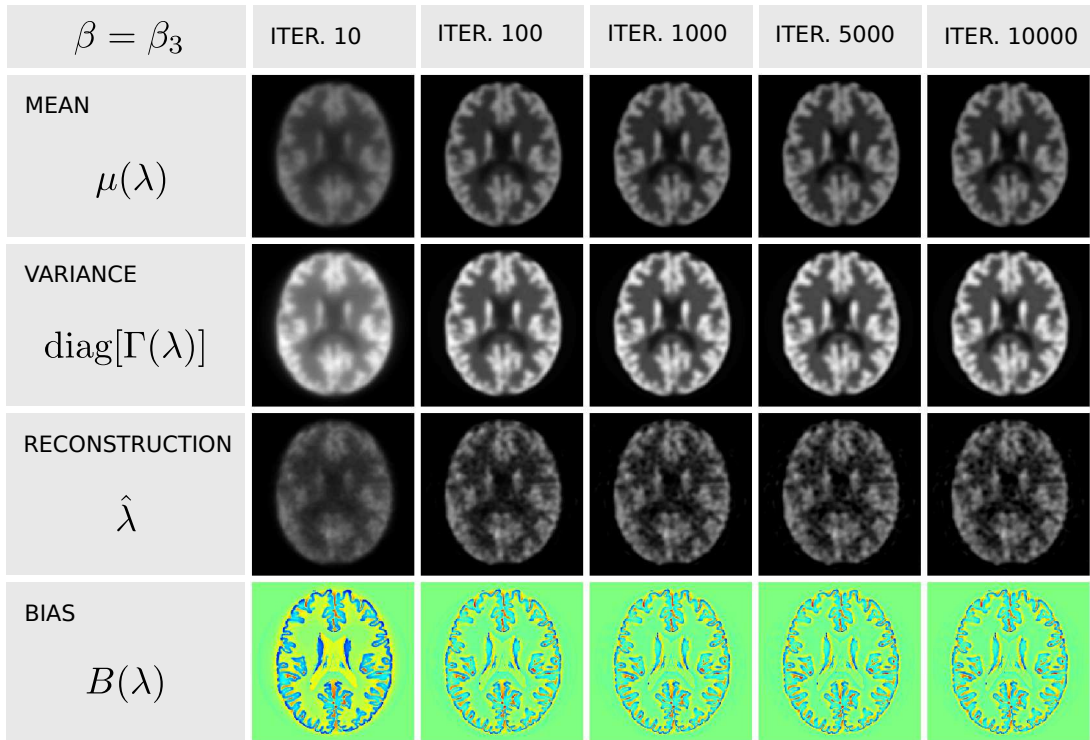 β = β₃ ITER. 10 ITER. 100 ITER. 1000 ITER. 5000 ITER. 10000
MEAN
μ(λ)
VARIANCE
diag[Γ(λ)]
RECONSTRUCTION
λ̂
BIAS
B(λ)